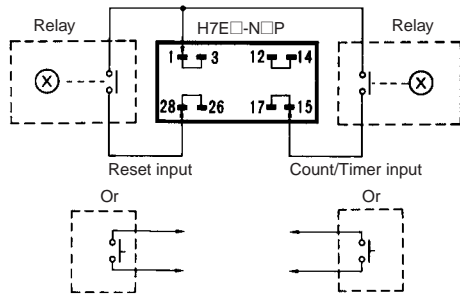 H7E□-N□P
Relay
Relay
1 3 12 14
X
X
28 26 17 15
Reset input
Count/Timer input
Or
Or